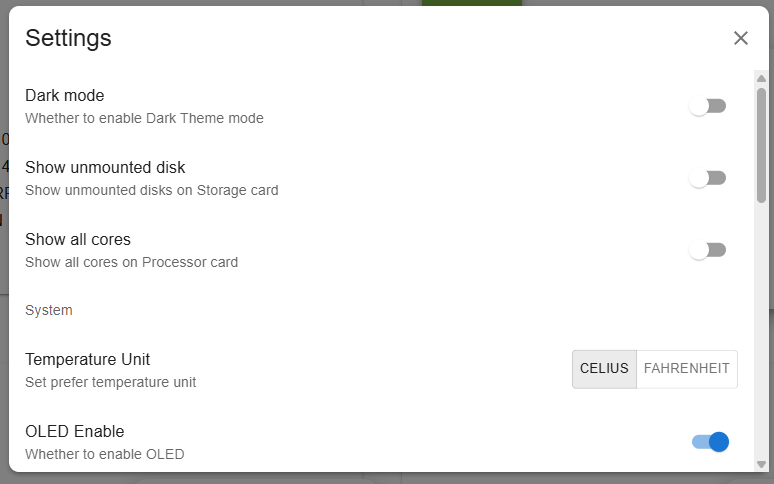 Settings
Dark mode
Whether to enable Dark Theme mode
Show unmounted disk
Show unmounted disks on Storage card
Show all cores
Show all cores on Processor card
System
Temperature Unit
Set prefer temperature unit
CELIUS FAHRENHEIT
OLED Enable
Whether to enable OLED